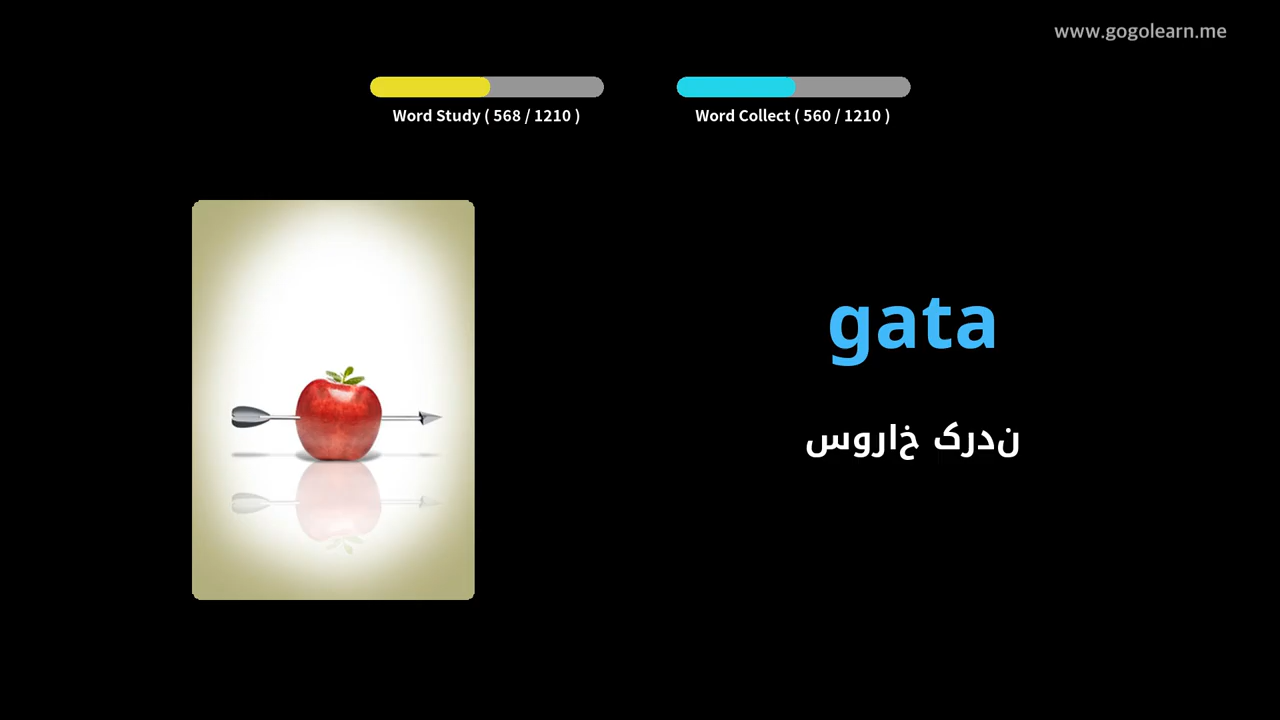 www.gogolearn.me
Word Study ( 568 / 1210 )
Word Collect ( 560 / 1210 )
gata
ندرک خاروس